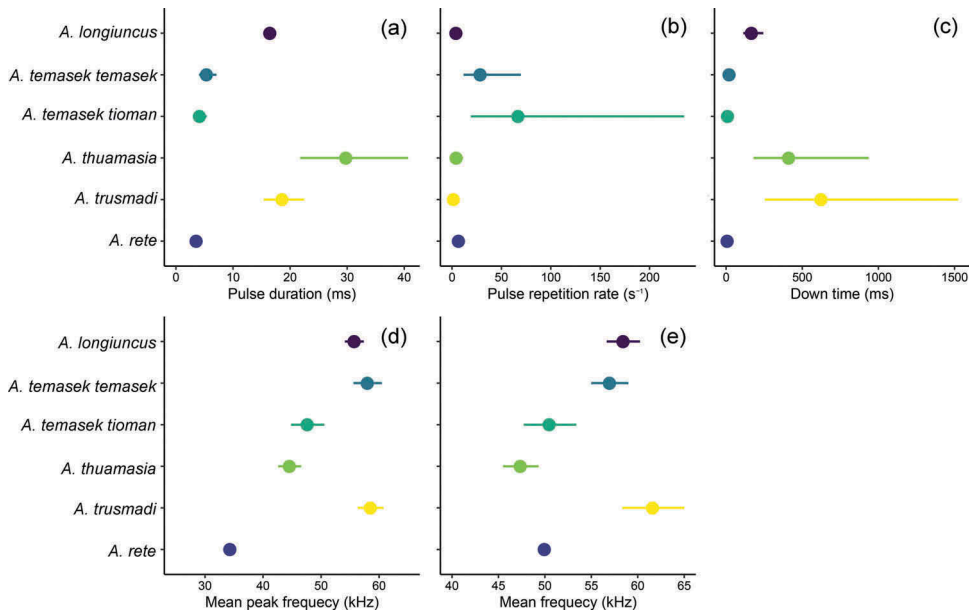 A. longiuncus
A. temasek temasek
A. temasek tioman
A. thuamasia
A. trusmadi
A. rete
(a)
0 10 20 30 40
Pulse duration (ms)
(b)
0 50 100 150 200
Pulse repetition rate (s⁻¹)
(c)
0 500 1000 1500
Down time (ms)
A. longiuncus
A. temasek temasek
A. temasek tioman
A. thuamasia
A. trusmadi
A. rete
(d)
30 40 50 60
Mean peak frequecy (kHz)
(e)
40 45 50 55 60 65
Mean frequency (kHz)